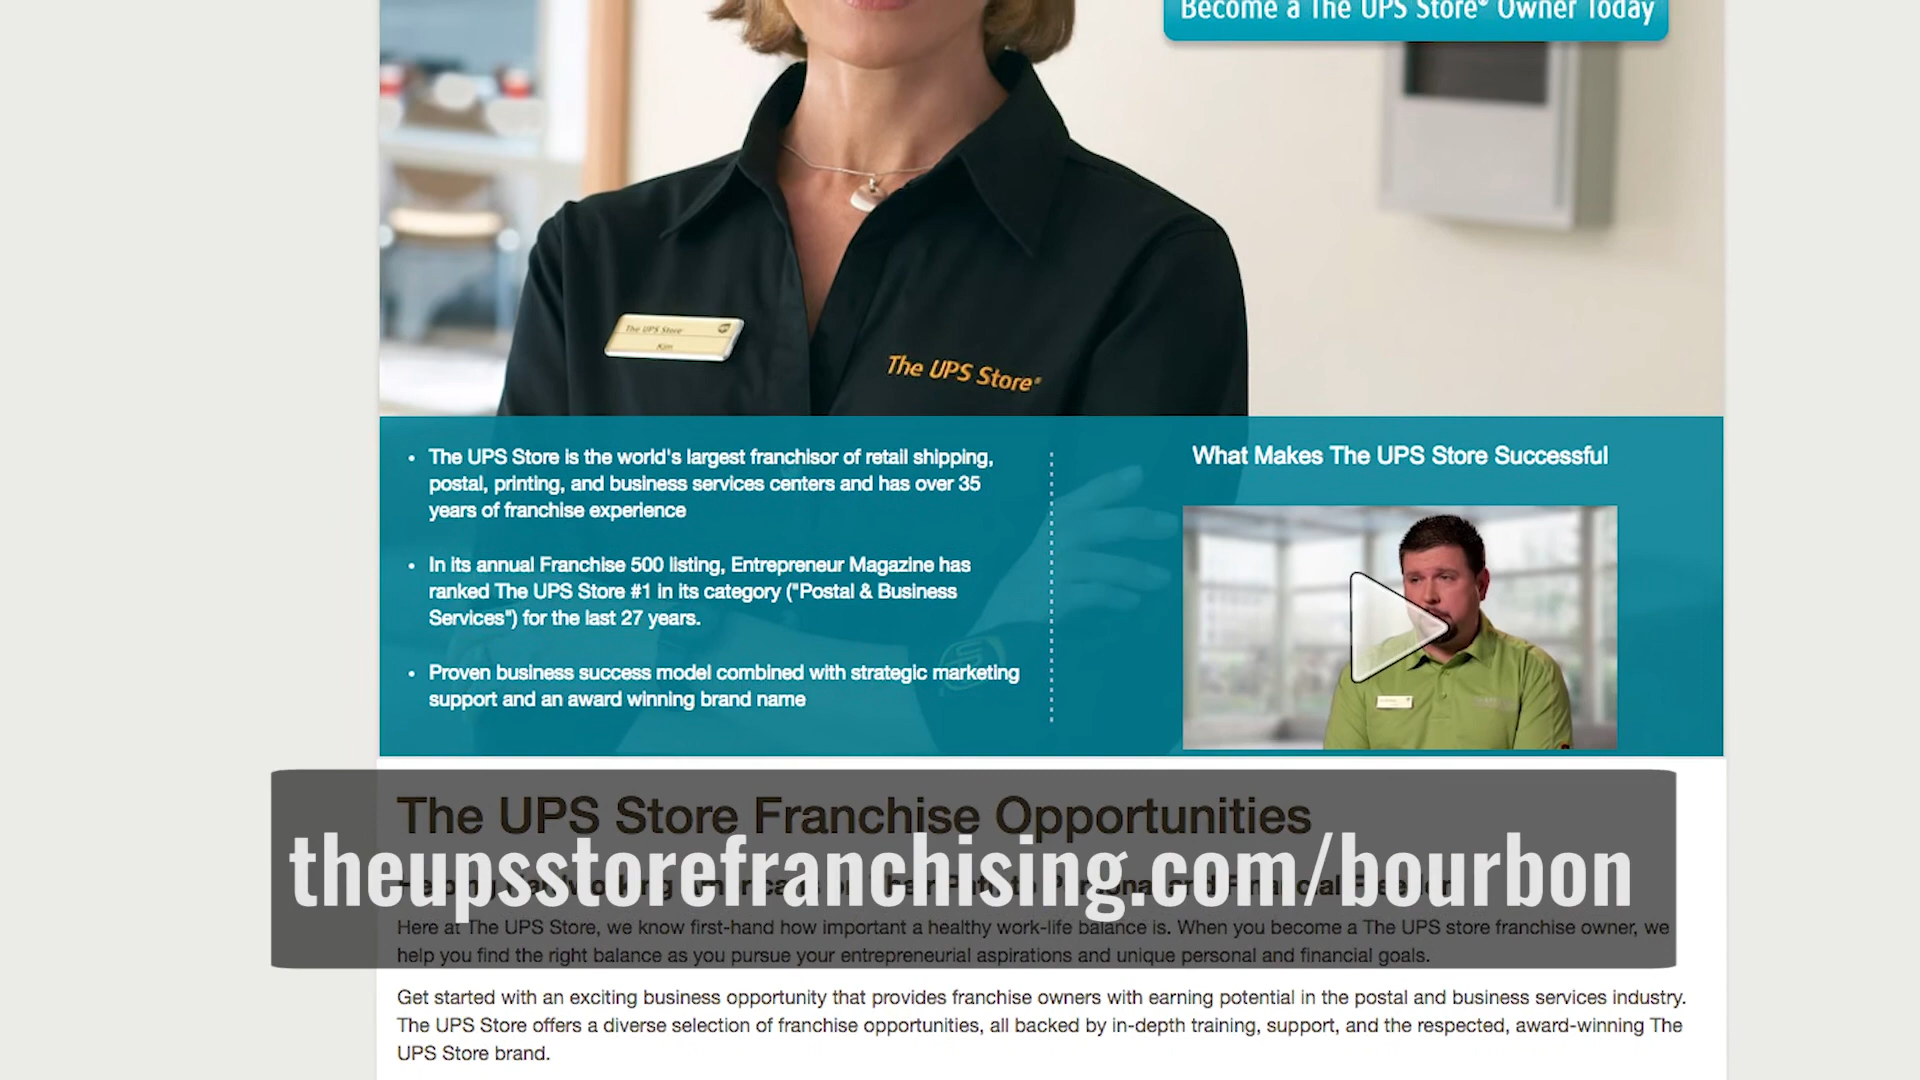 Become a The UPS Store® Owner Today
The UPS Store
Kim
The UPS Store®
• The UPS Store is the world's largest franchisor of retail shipping,
postal, printing, and business services centers and has over 35
years of franchise experience
• In its annual Franchise 500 listing, Entrepreneur Magazine has
ranked The UPS Store #1 in its category ("Postal & Business
Services") for the last 27 years.
• Proven business success model combined with strategic marketing
support and an award winning brand name
What Makes The UPS Store Successful
The UPS Store Franchise Opportunities
theupsstorefranchising.com/bourbon
Here at The UPS Store, we know first-hand how important a healthy work-life balance is. When you become a The UPS store franchise owner, we
help you find the right balance as you pursue your entrepreneurial aspirations and unique personal and financial goals.
Get started with an exciting business opportunity that provides franchise owners with earning potential in the postal and business services industry.
The UPS Store offers a diverse selection of franchise opportunities, all backed by in-depth training, support, and the respected, award-winning The
UPS Store brand.